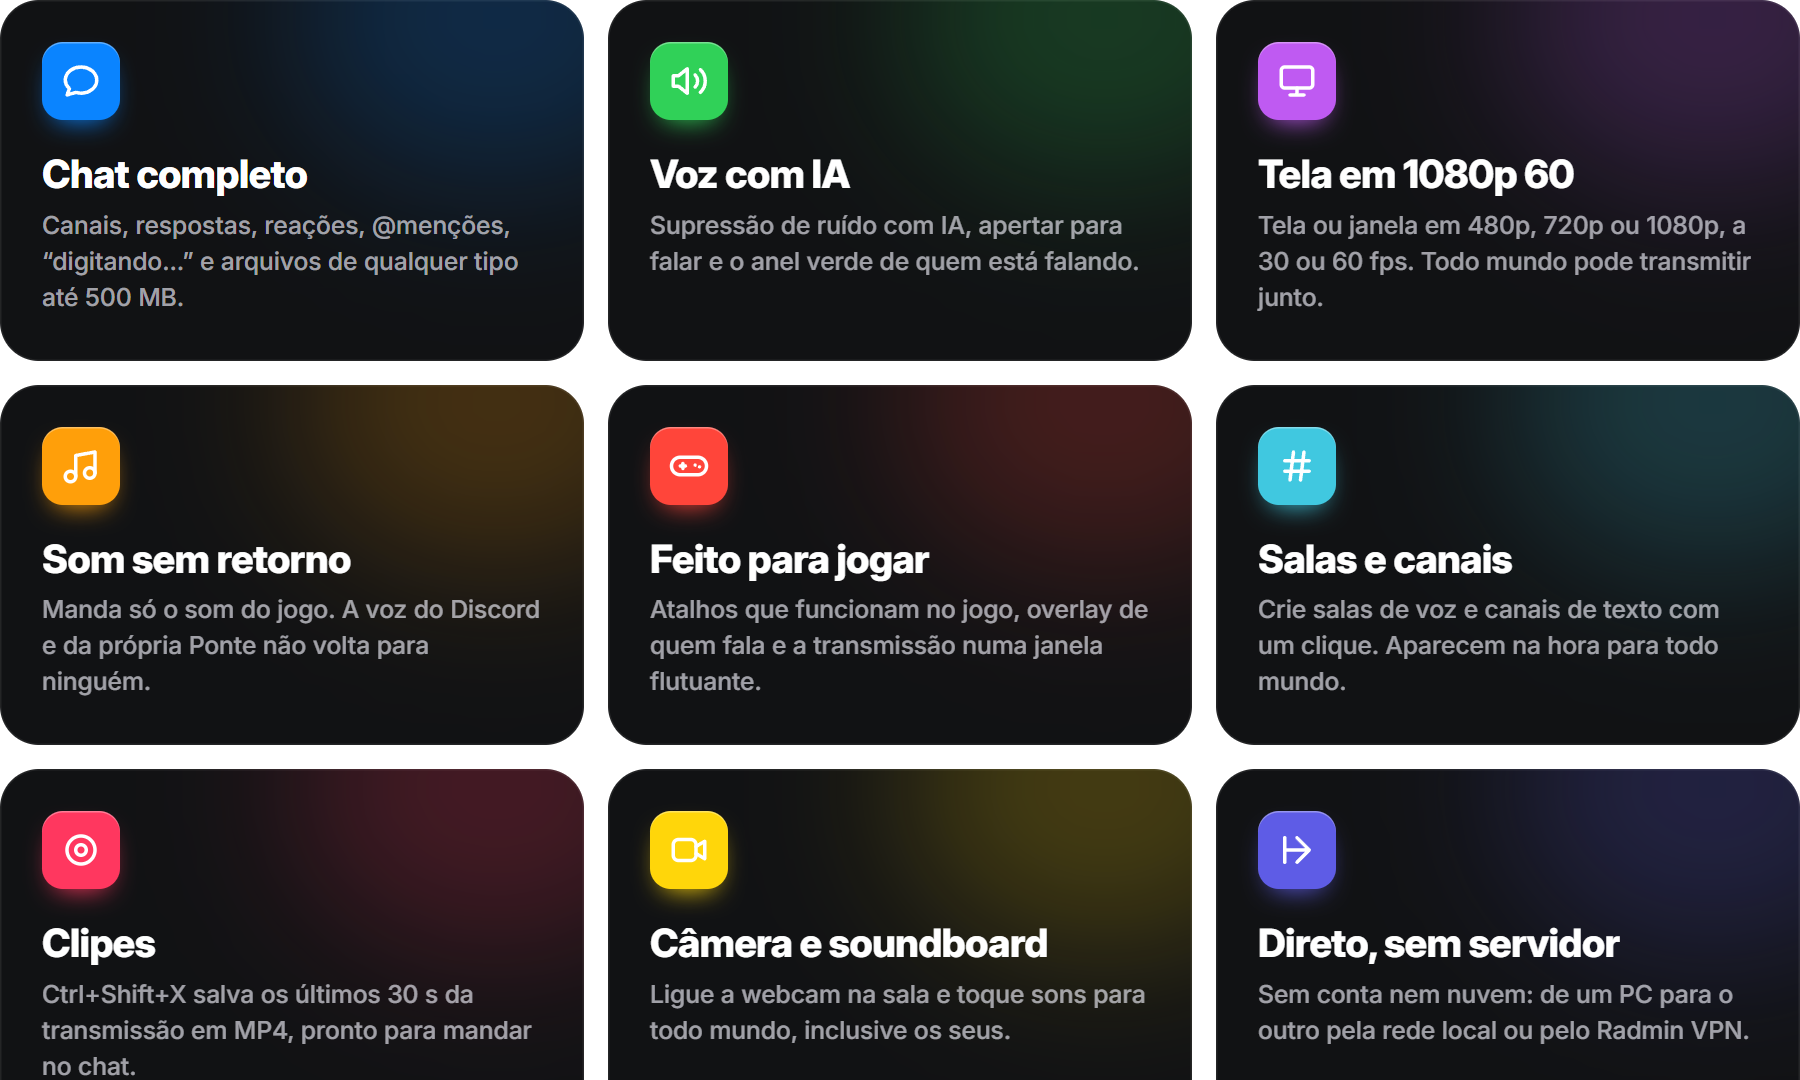 Chat completo
Canais, respostas, reações, @menções,
“digitando...” e arquivos de qualquer tipo
até 500 MB.
Voz com IA
Supressão de ruído com IA, apertar para
falar e o anel verde de quem está falando.
Tela em 1080p 60
Tela ou janela em 480p, 720p ou 1080p, a
30 ou 60 fps. Todo mundo pode transmitir
junto.
Som sem retorno
Manda só o som do jogo. A voz do Discord
e da própria Ponte não volta para
ninguém.
Feito para jogar
Atalhos que funcionam no jogo, overlay de
quem fala e a transmissão numa janela
flutuante.
Salas e canais
Crie salas de voz e canais de texto com
um clique. Aparecem na hora para todo
mundo.
Clipes
Ctrl+Shift+X salva os últimos 30 s da
transmissão em MP4, pronto para mandar
no chat.
Câmera e soundboard
Ligue a webcam na sala e toque sons para
todo mundo, inclusive os seus.
Direto, sem servidor
Sem conta nem nuvem: de um PC para o
outro pela rede local ou pelo Radmin VPN.